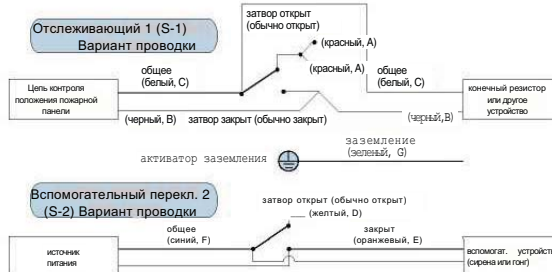 затвор открыт
(обычно открыт)
Отслеживающий 1 (S-1)
Вариант проводки
(красный, A)
(красный, A)
общее
(белый, C)
общее
(белый, C)
Цепь контроля
положения пожарной
панели
конечный резистор
или другое
устройство
(черный, B)
затвор закрыт (обычно закрыт)
(черный,B)
заземление
(зеленый, G)
активатор заземления
Вспомогательный перекл. 2
(S-2) Вариант проводки
затвор открыт (обычно открыт)
(желтый, D)
общее
(синий, F)
закрыт
(оранжевый, E)
источник
питания
вспомогат. устройств
(сирена или гонг)